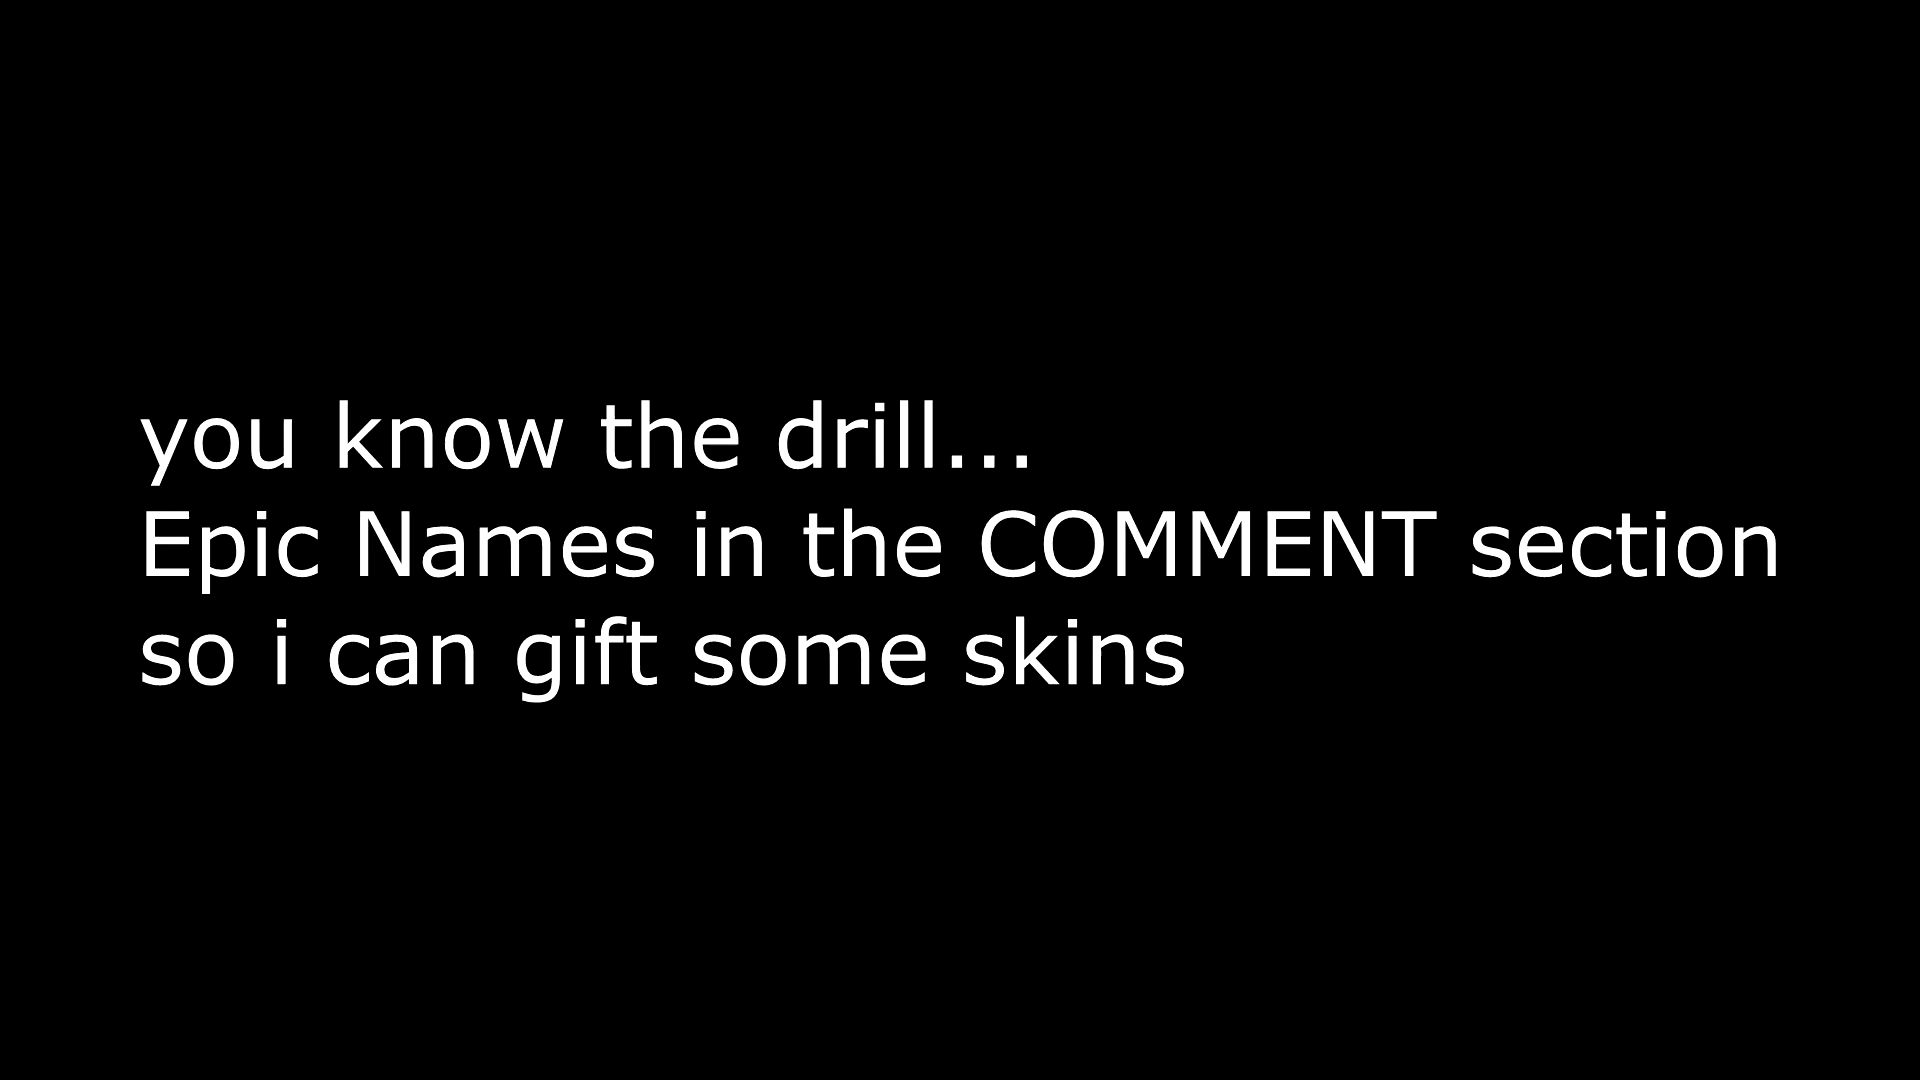 you know the drill...
Epic Names in the COMMENT section
so i can gift some skins